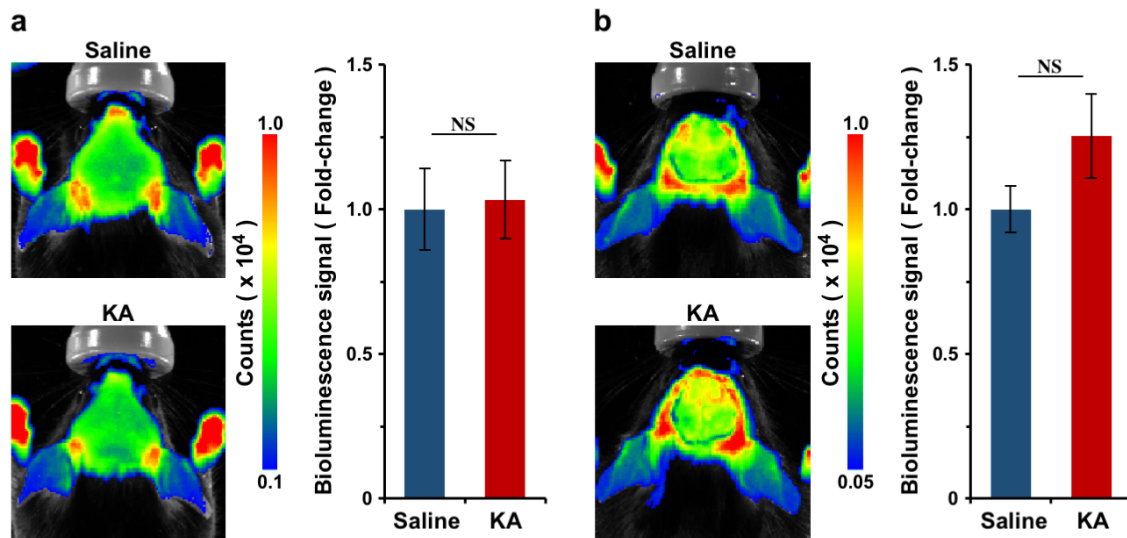 a
Saline
KA
1.0
Counts ( x 10⁴ )
0.1
Bioluminescence signal ( Fold-change )
1.5
1.0
0.5
0
NS
Saline
KA
b
Saline
KA
1.0
Counts ( x 10⁴ )
0.05
Bioluminescence signal ( Fold-change )
1.5
1.0
0.5
0
NS
Saline
KA